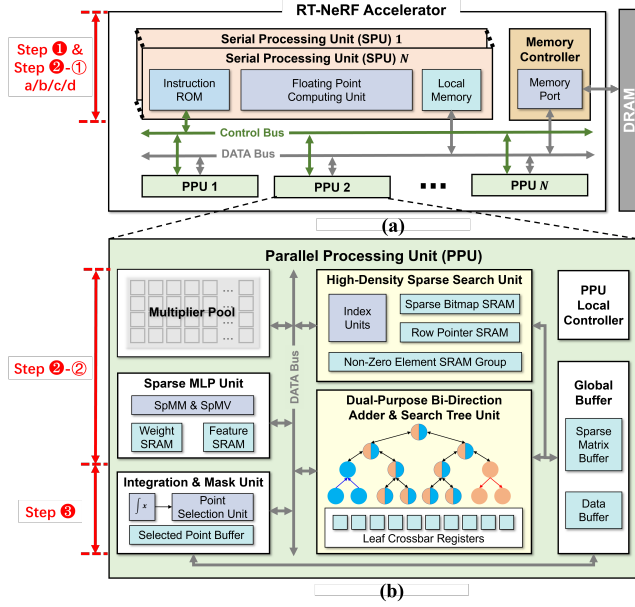 RT-NeRF Accelerator
Step ❶ &
Step ❷-①
a/b/c/d
Serial Processing Unit (SPU) 1
Serial Processing Unit (SPU) N
Instruction
ROM
Floating Point
Computing Unit
Local
Memory
Memory
Controller
Memory
Port
DRAM
Control Bus
DATA Bus
PPU 1
PPU 2
...
PPU N
(a)
Parallel Processing Unit (PPU)
Step ❷-②
Step ❸
Multiplier Pool
... 
...
...
...
Sparse MLP Unit
SpMM & SpMV
Weight
SRAM
Feature
SRAM
Integration & Mask Unit
∫x
Point
Selection Unit
Selected Point Buffer
DATA Bus
High-Density Sparse Search Unit
Index
Units
Sparse Bitmap SRAM
Row Pointer SRAM
Non-Zero Element SRAM Group
Dual-Purpose Bi-Direction
Adder & Search Tree Unit
Leaf Crossbar Registers
PPU
Local
Controller
Global
Buffer
Sparse
Matrix
Buffer
Data
Buffer
(b)